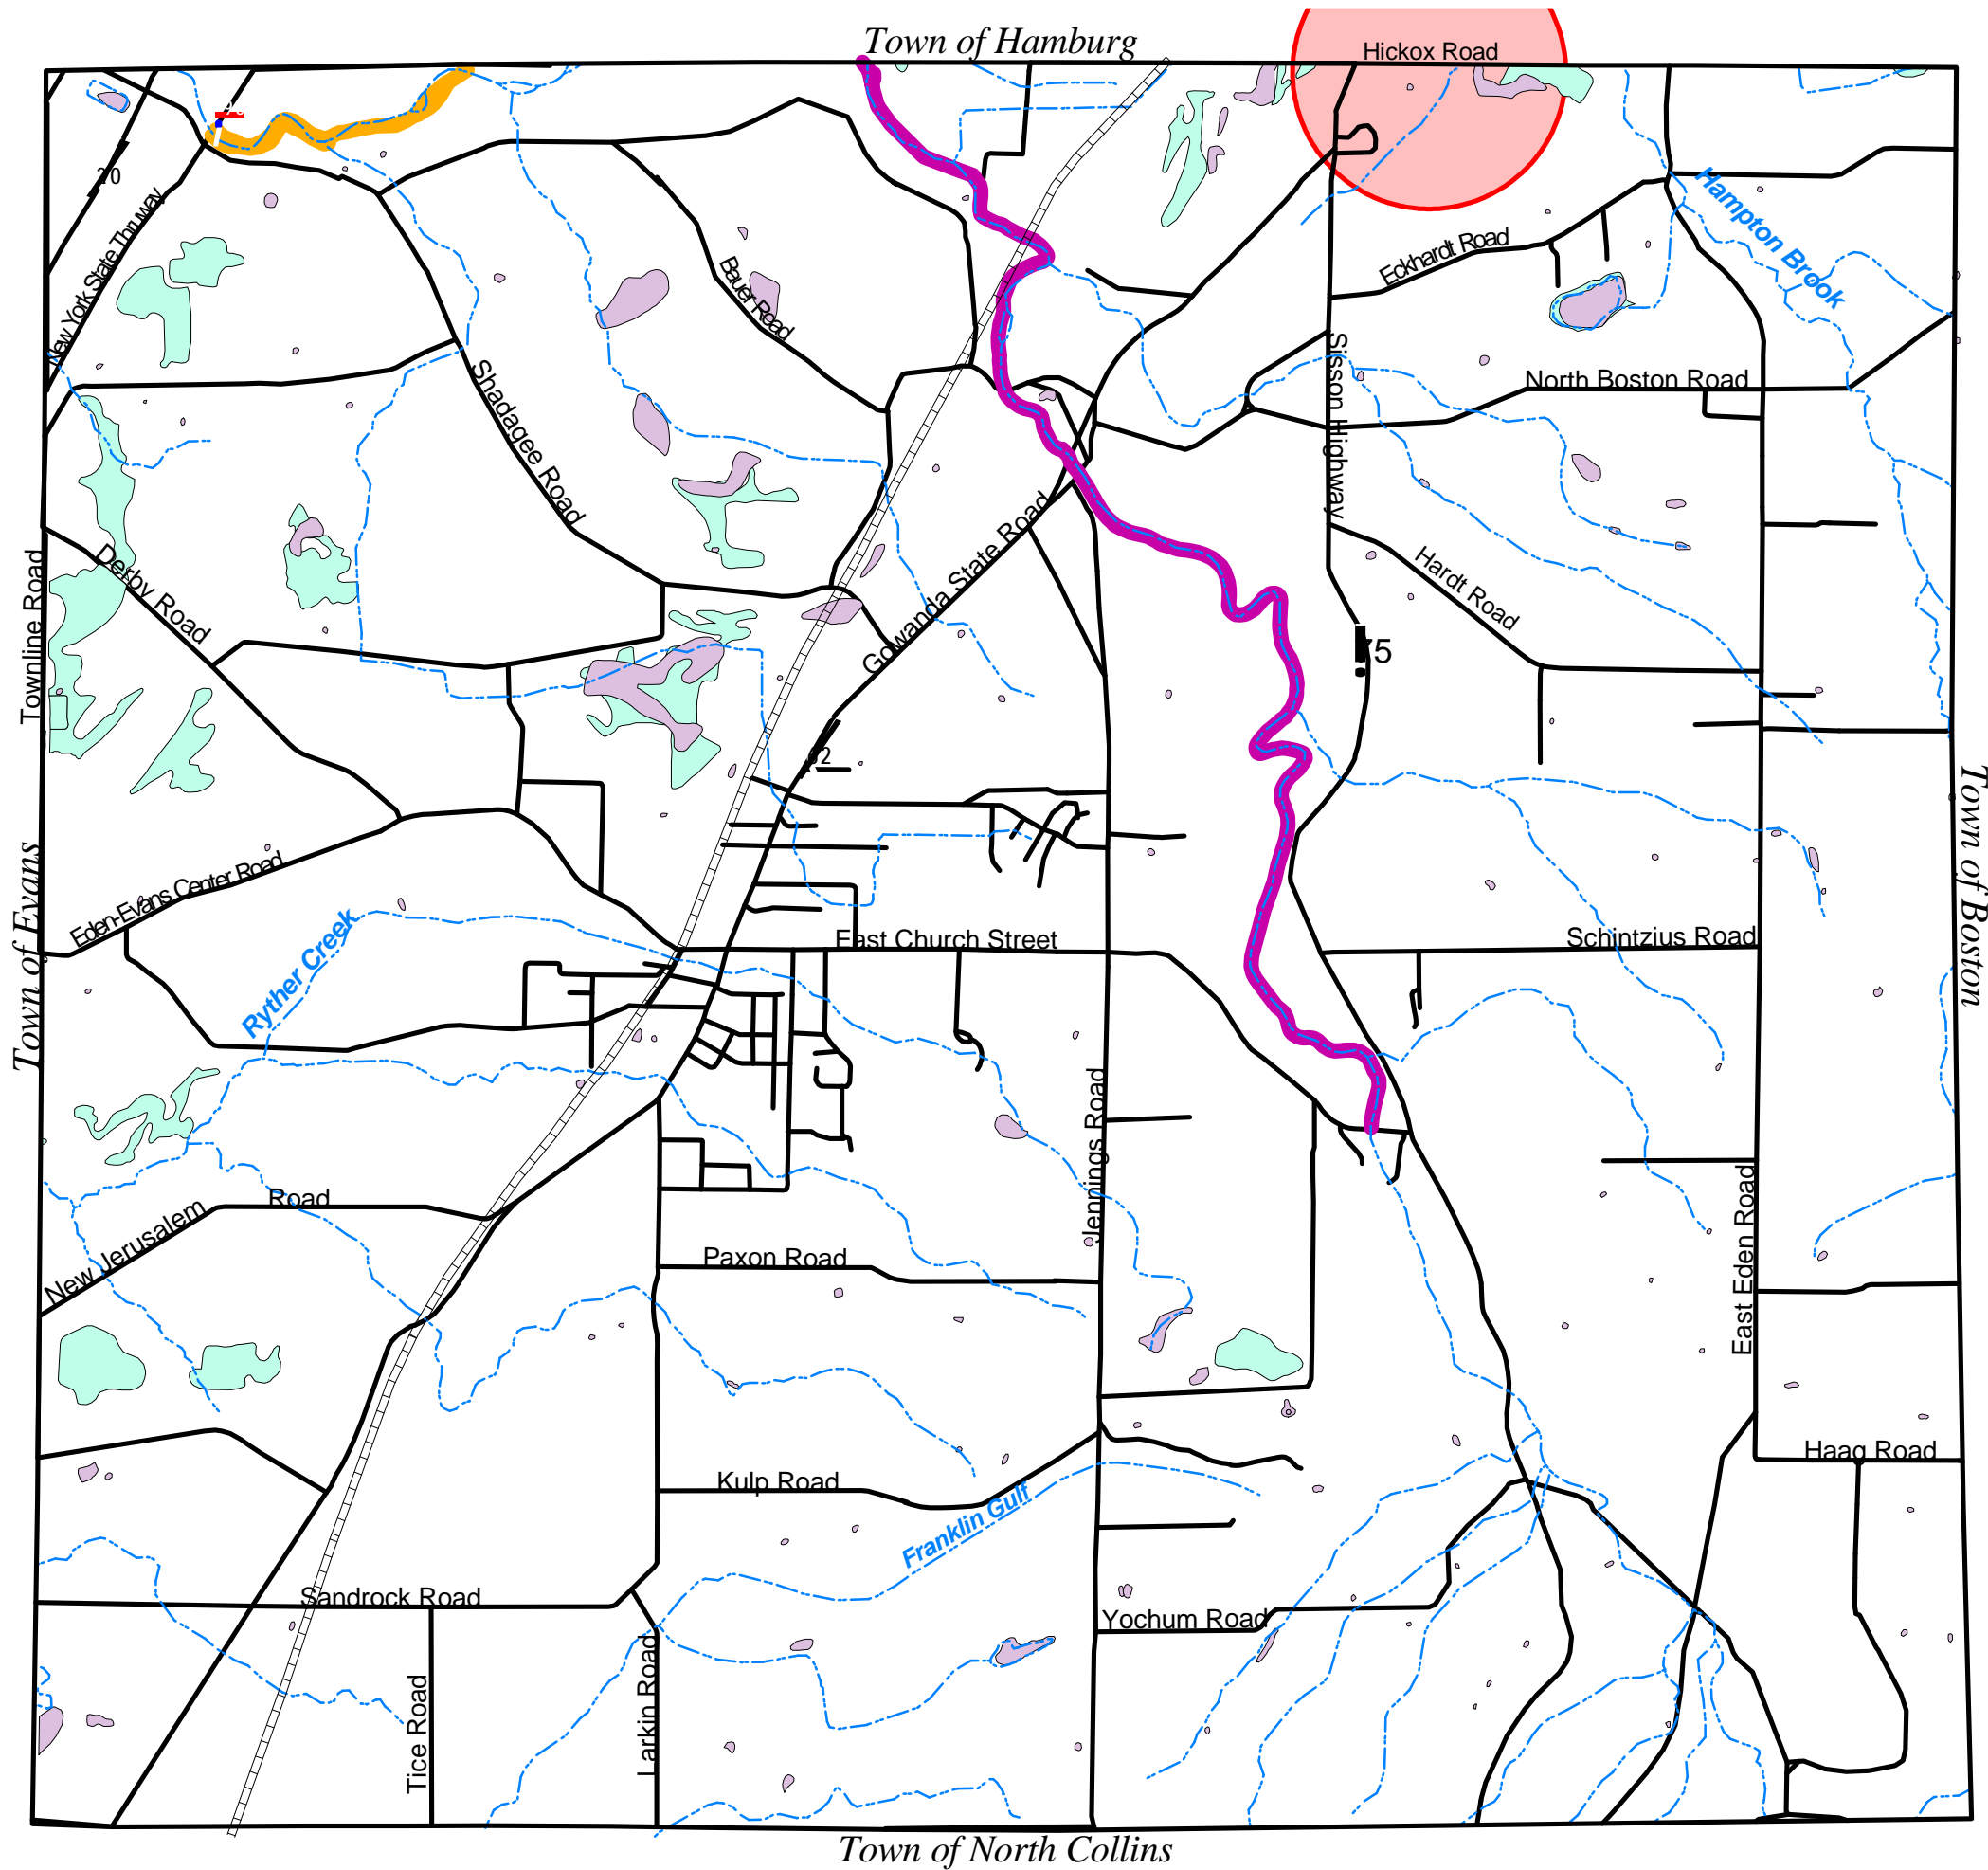 Town of Hamburg
Hickox Road
20
New York State Thruway
Hampton Brook
Eckhardt Road
Bauer Road
Shadagee Road
Sisson Highway
North Boston Road
Gowanda State Road
Derby Road
Hardt Road
Townline Road
75
62
Town of Boston
Town of Evans
Eden-Evans Center Road
Ryther Creek
East Church Street
Schintzius Road
Jennings Road
New Jerusalem
Road
Paxon Road
East Eden Road
Haag Road
Kulp Road
Franklin Gulf
Sandrock Road
Yochum Road
Tice Road
Larkin Road
Town of North Collins